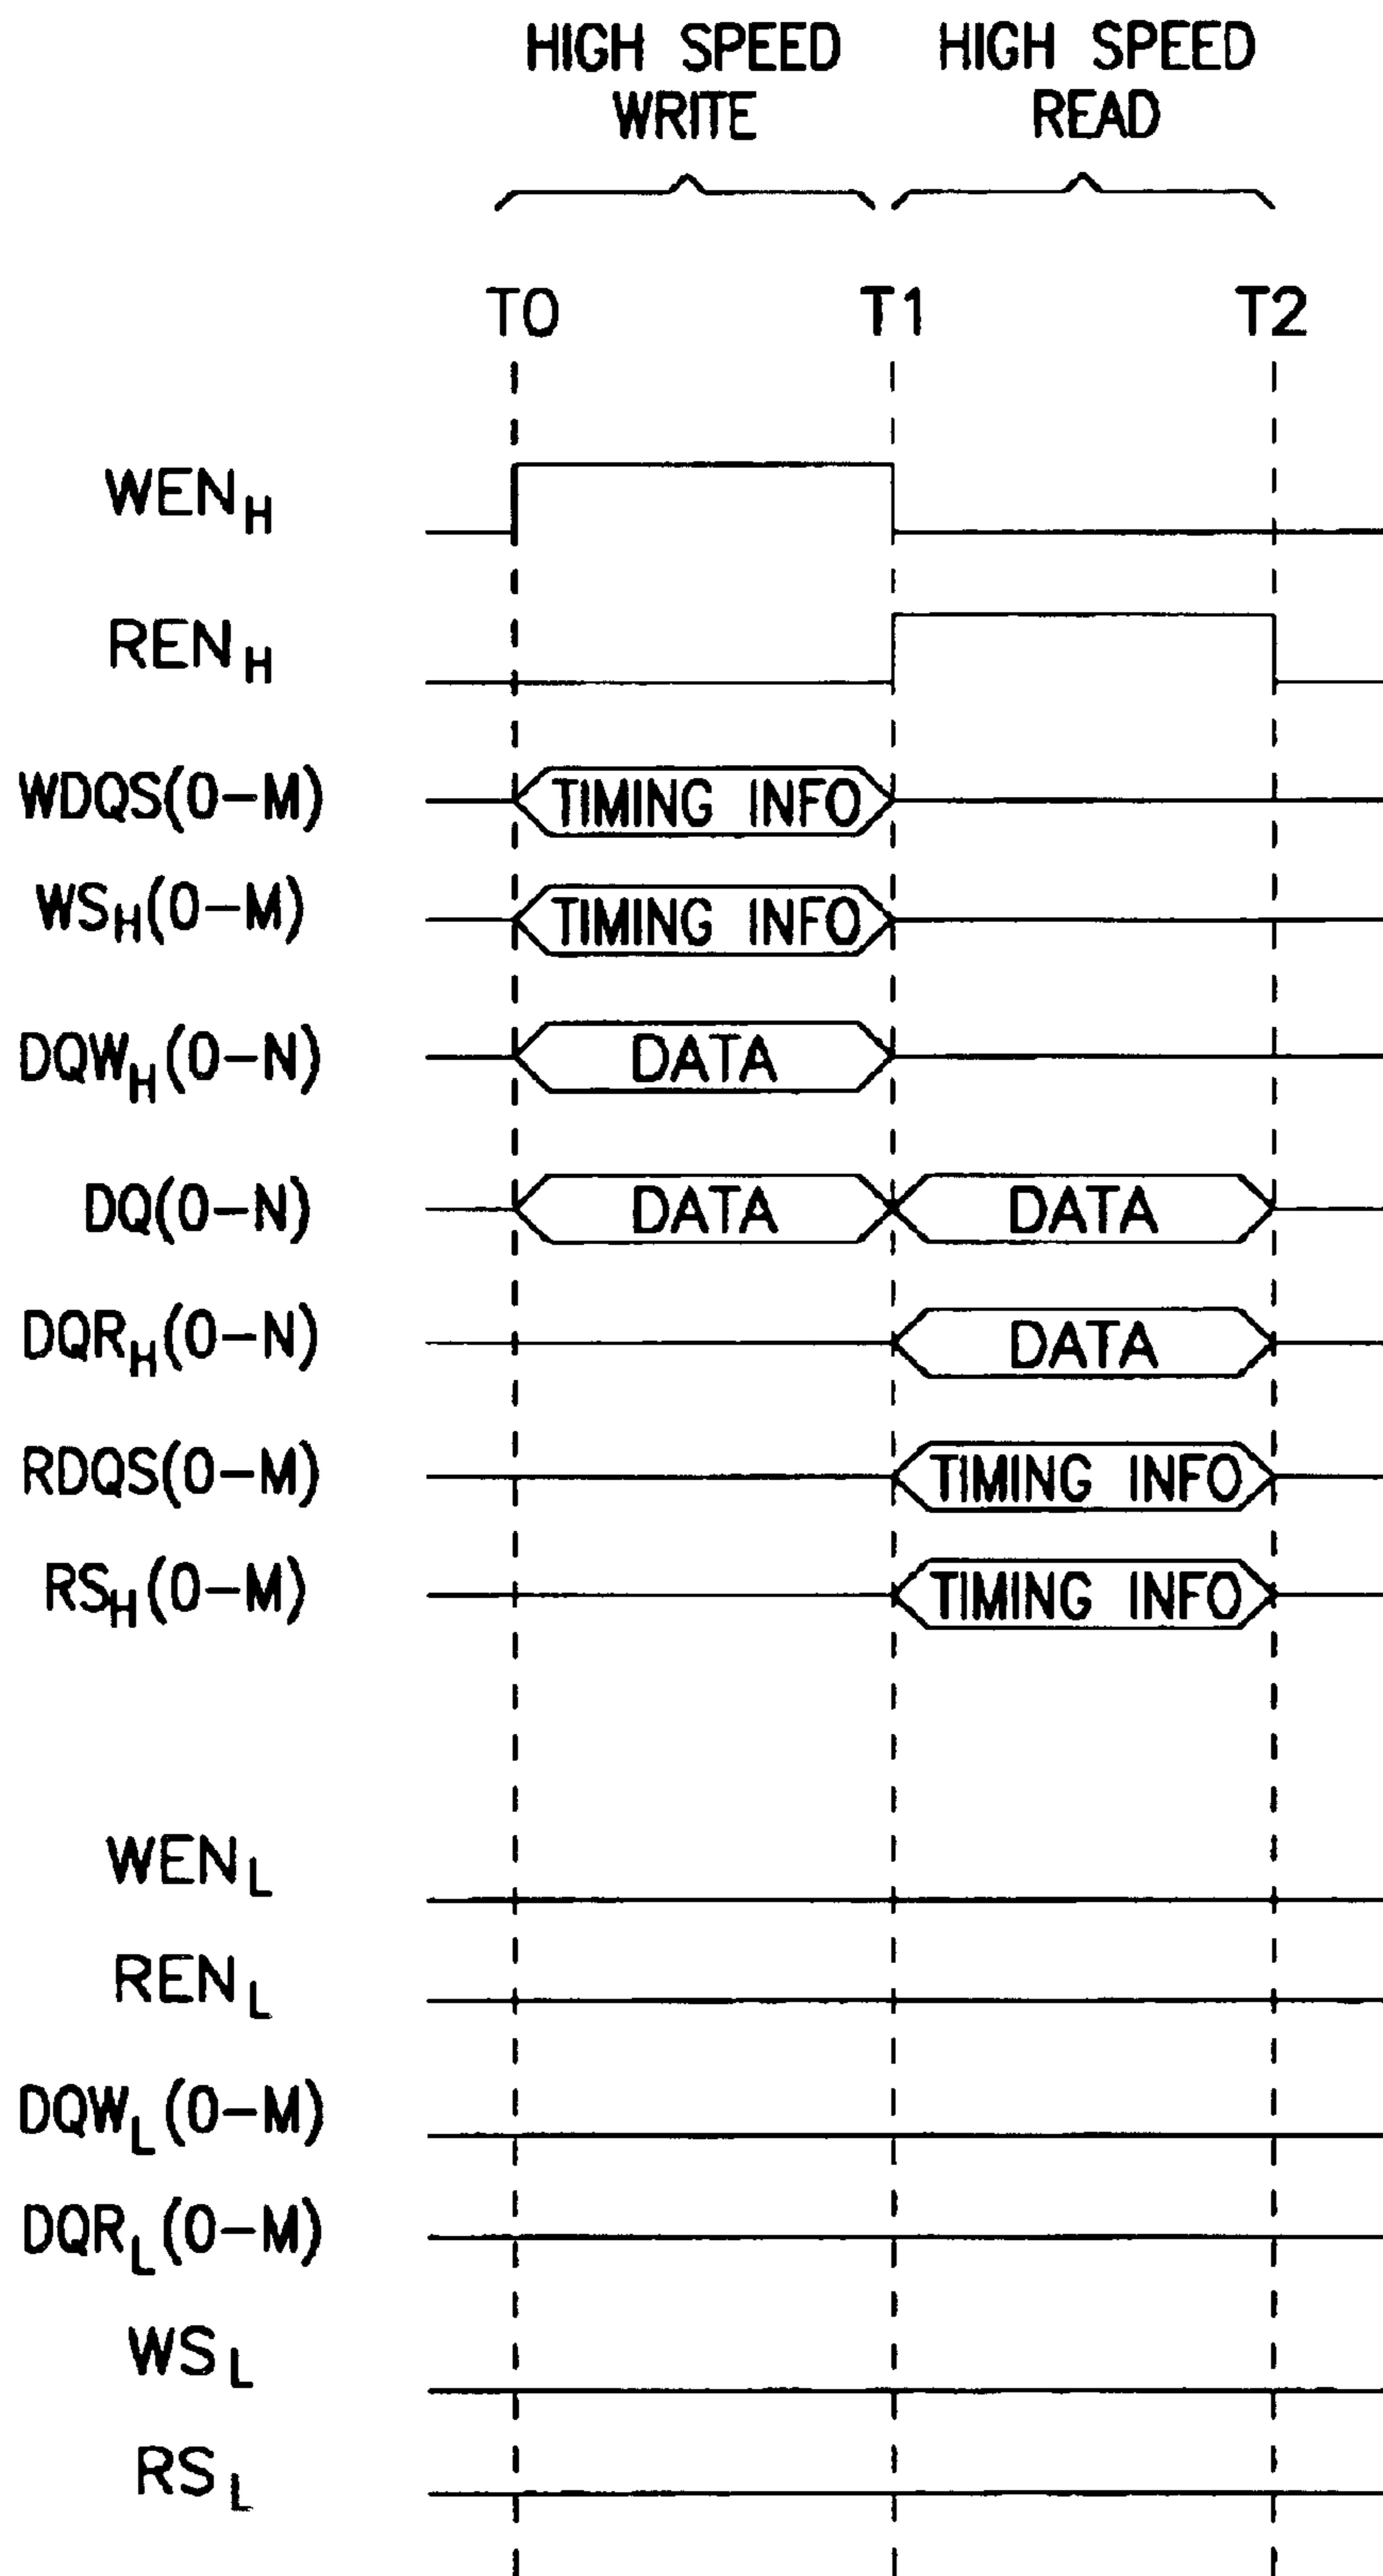 HIGH SPEED WRITE
HIGH SPEED READ
T0 T1 T2
WEN_H
REN_H
WDQS(0-M) TIMING INFO
WS_H(0-M) TIMING INFO
DQW_H(0-N) DATA
DQ(0-N) DATA DATA
DQR_H(0-N) DATA
RDQS(0-M) TIMING INFO
RS_H(0-M) TIMING INFO
WEN_L
REN_L
DQW_L(0-M)
DQR_L(0-M)
WS_L
RS_L